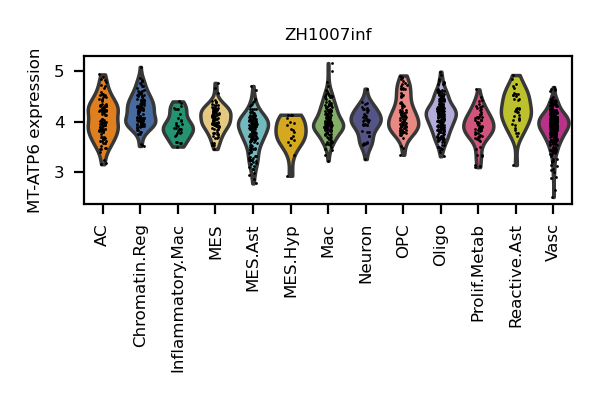 ZH1007inf
MT-ATP6 expression
5
4
3
AC
Chromatin.Reg
Inflammatory.Mac
MES
MES.Ast
MES.Hyp
Mac
Neuron
OPC
Oligo
Prolif.Metab
Reactive.Ast
Vasc